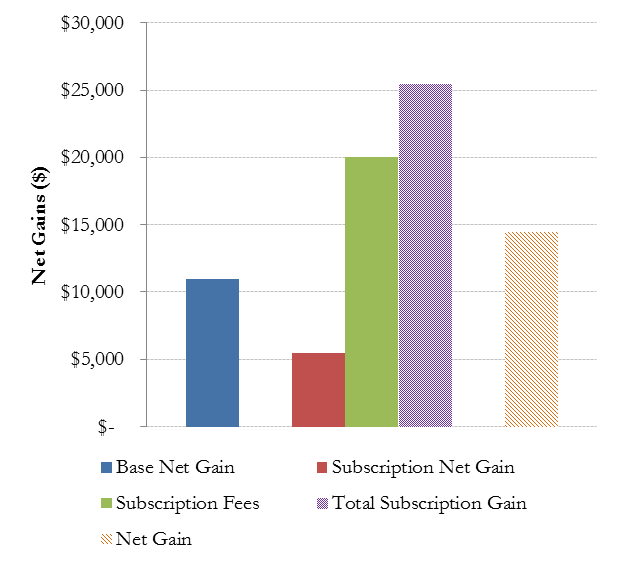 $30,000
$25,000
$20,000
$15,000
$10,000
$5,000
$-
Net Gains ($)
Base Net Gain
Subscription Net Gain
Subscription Fees
Total Subscription Gain
Net Gain